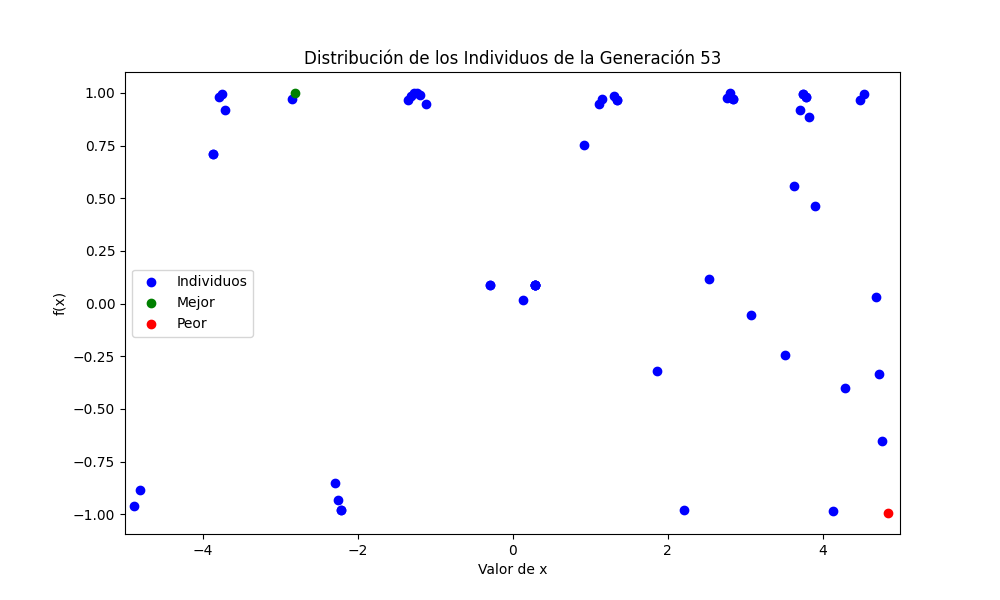 Distribución de los Individuos de la Generación 53
1.00
0.75
0.50
0.25
0.00
−0.25
−0.50
−0.75
−1.00
f(x)
Individuos
Mejor
Peor
−4
−2
0
2
4
Valor de x